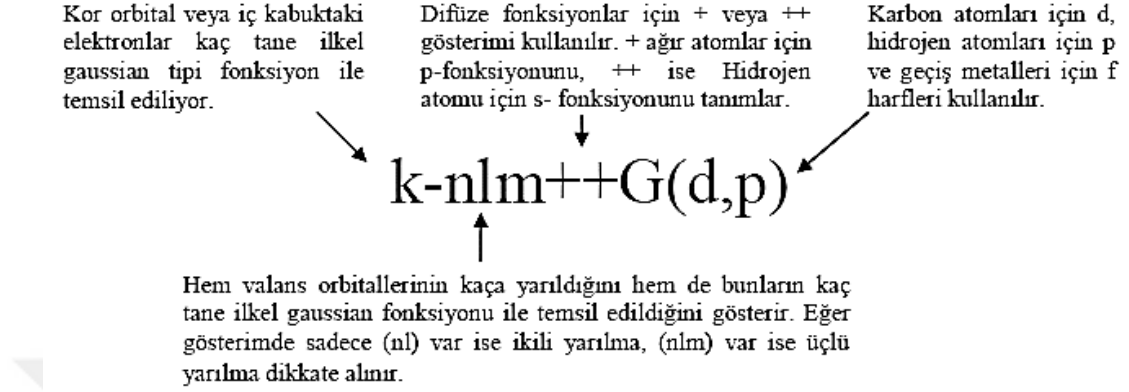 Kor orbital veya iç kabuktaki
elektronlar kaç tane ilkel
gaussian tipi fonksiyon ile
temsil ediliyor.
Difüze fonksiyonlar için + veya ++
gösterimi kullanılır. + ağır atomlar için
p-fonksiyonunu, ++ ise Hidrojen
atomu için s- fonksiyonunu tanımlar.
Karbon atomları için d,
hidrojen atomları için p
ve geçiş metalleri için f
harfleri kullanılır.
k-nlm++G(d,p)
Hem valans orbitallerinin kaça yarıldığını hem de bunların kaç
tane ilkel gaussian fonksiyonu ile temsil edildiğini gösterir. Eğer
gösterimde sadece (nl) var ise ikili yarılma, (nlm) var ise üçlü
yarılma dikkate alınır.